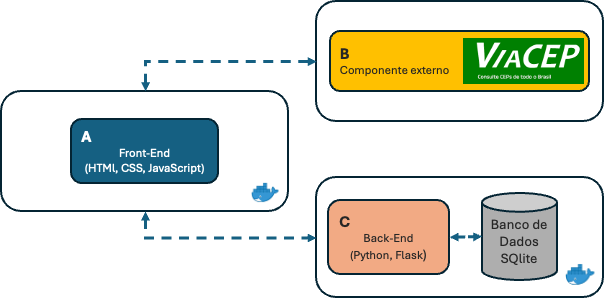 B
Componente externo
VIACEP
Consulte CEPs de todo o Brasil
A
Front-End
(HTMl, CSS, JavaScript)
C
Back-End
(Python, Flask)
Banco de
Dados
SQlite